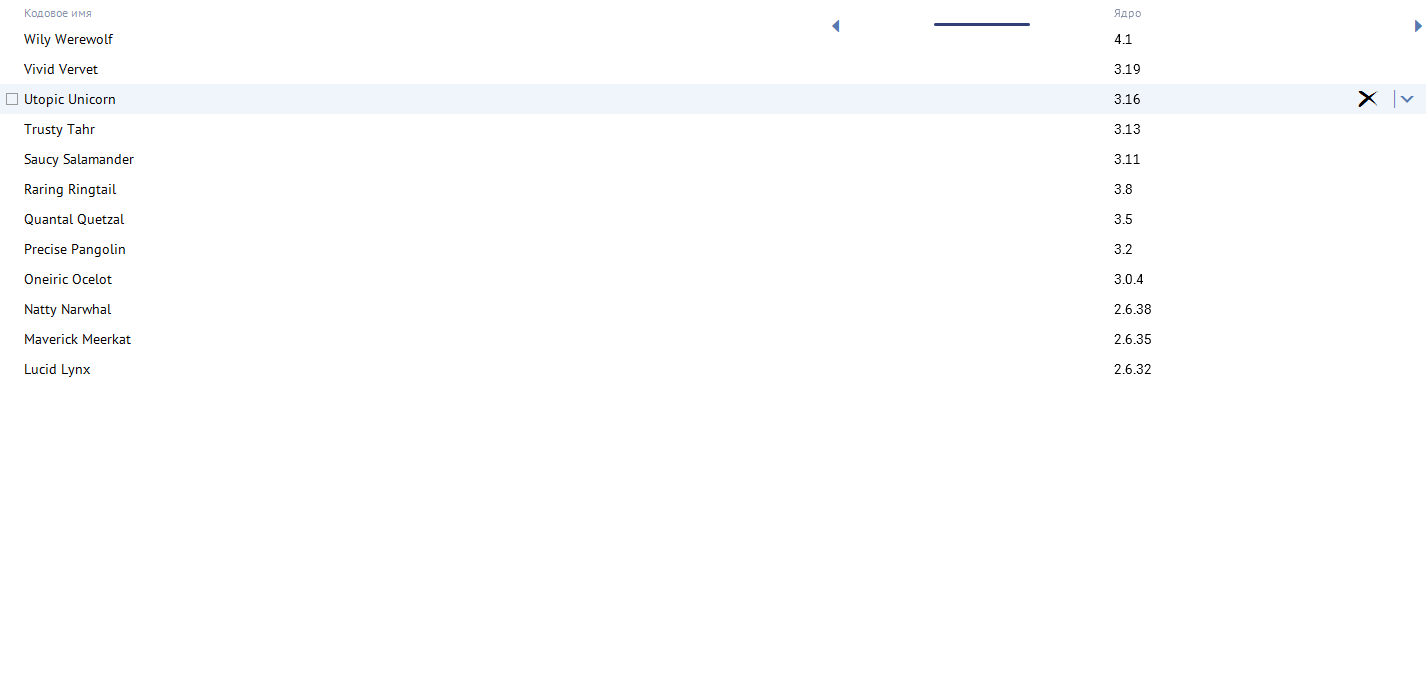 Кодовое имя Ядро
Wily Werewolf 4.1
Vivid Vervet 3.19
Utopic Unicorn 3.16
Trusty Tahr 3.13
Saucy Salamander 3.11
Raring Ringtail 3.8
Quantal Quetzal 3.5
Precise Pangolin 3.2
Oneiric Ocelot 3.0.4
Natty Narwhal 2.6.38
Maverick Meerkat 2.6.35
Lucid Lynx 2.6.32